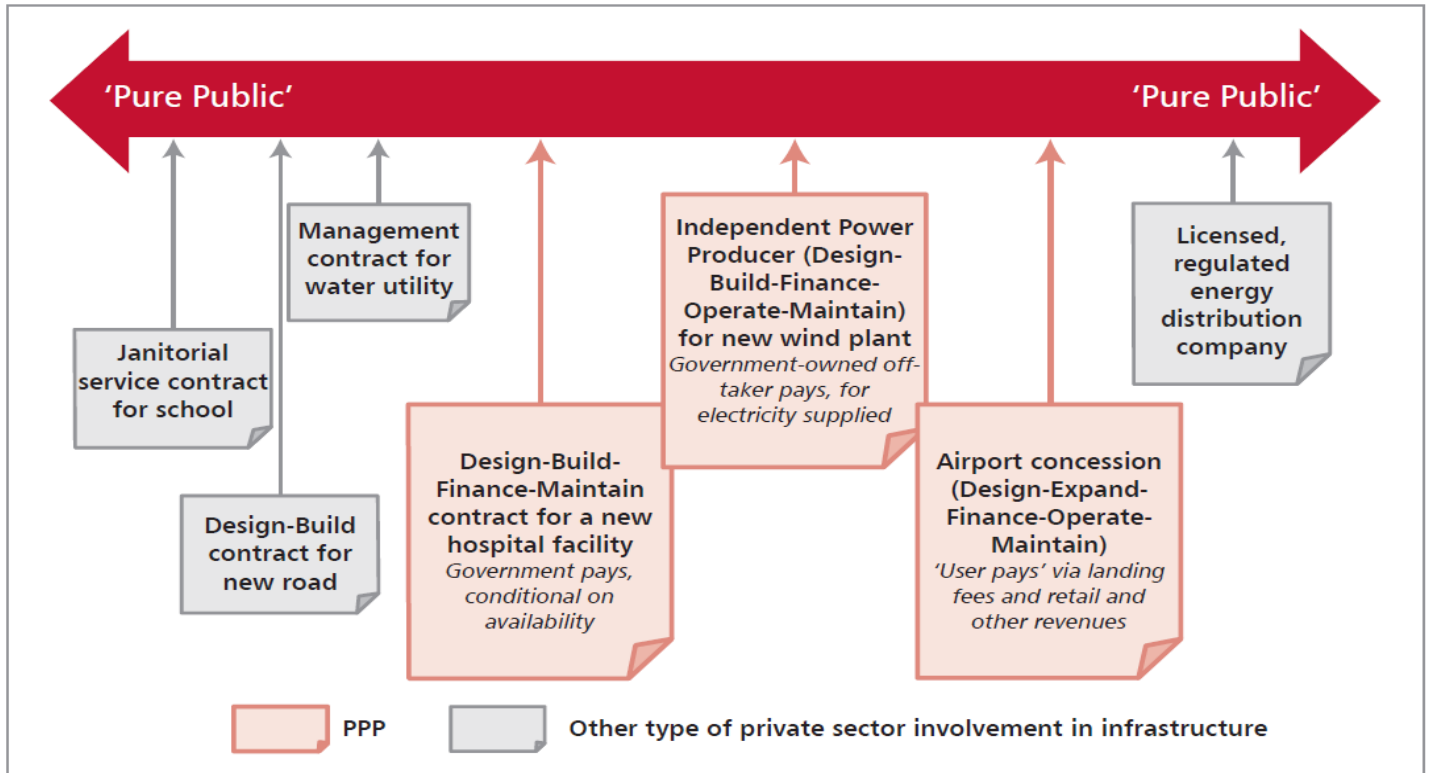 'Pure Public'
'Pure Public'
Janitorial
service contract
for school
Design-Build
contract for
new road
Management
contract for
water utility
Design-Build-
Finance-Maintain
contract for a new
hospital facility
Government pays,
conditional on
availability
Independent Power
Producer (Design-
Build-Finance-
Operate-Maintain)
for new wind plant
Government-owned off-
taker pays, for
electricity supplied
Airport concession
(Design-Expand-
Finance-Operate-
Maintain)
'User pays' via landing
fees and retail and
other revenues
Licensed,
regulated
energy
distribution
company
PPP
Other type of private sector involvement in infrastructure